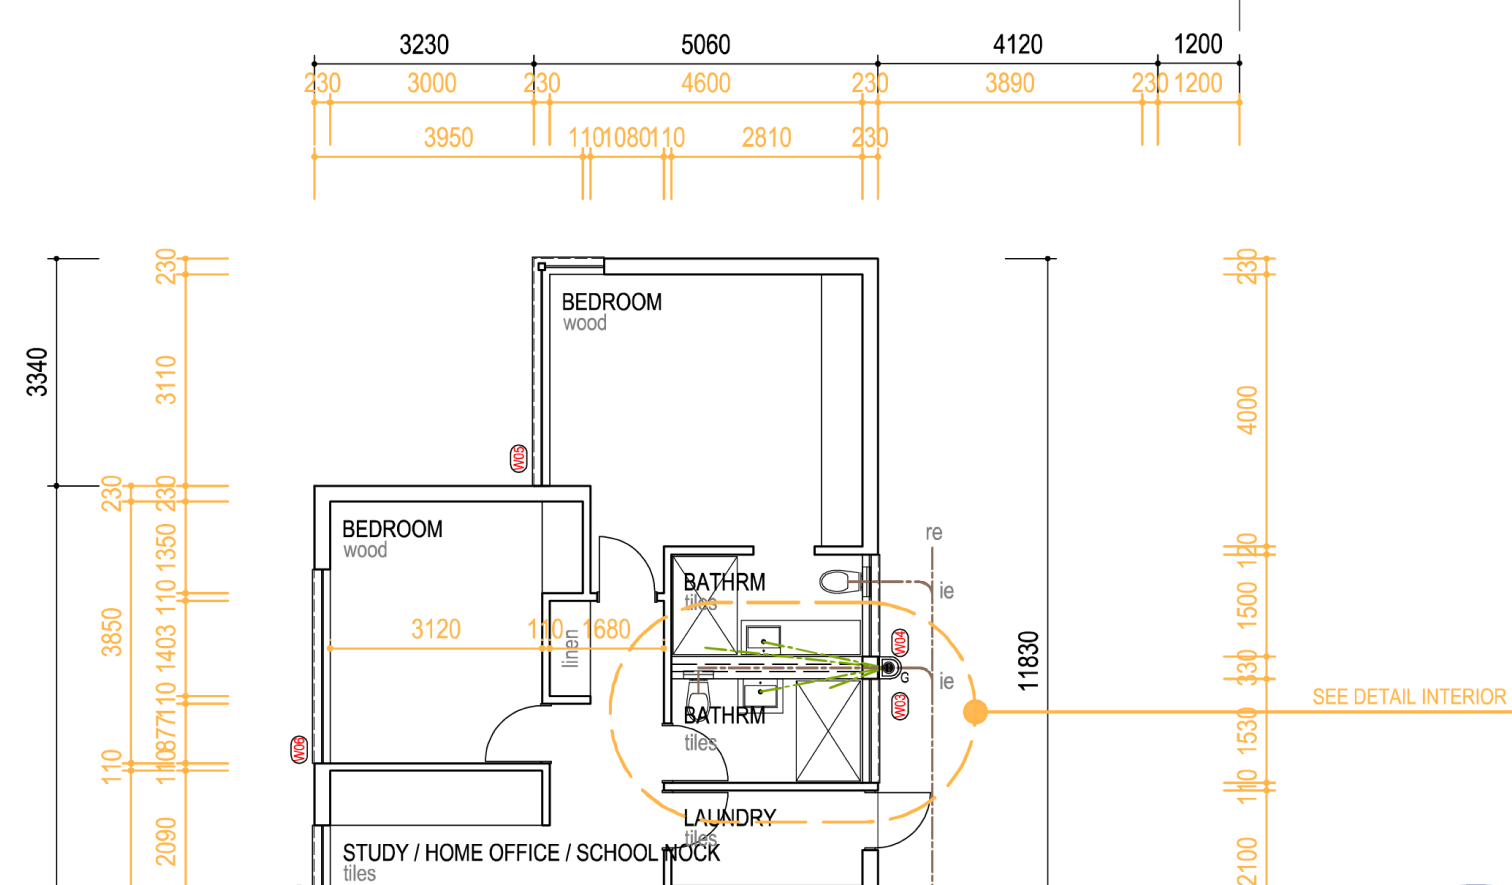 3230 5060 4120 1200
230 3000 230 4600 230 3890 230 1200
3950 110 1080 110 2810 230
230
230
BEDROOM
wood
3340
3110
4000
W05
230
230
BEDROOM
wood
1350
re
120
BATHRM
tiles
ie
110
1500
3850
3120 110 1680
linen
1403
W04
11830
330
G
ie
110
W03
SEE DETAIL INTERIOR
BATHRM
tiles
877
1530
W06
110
110
110
LAUNDRY
tiles
2090
STUDY / HOME OFFICE / SCHOOL NOCK
tiles
2100